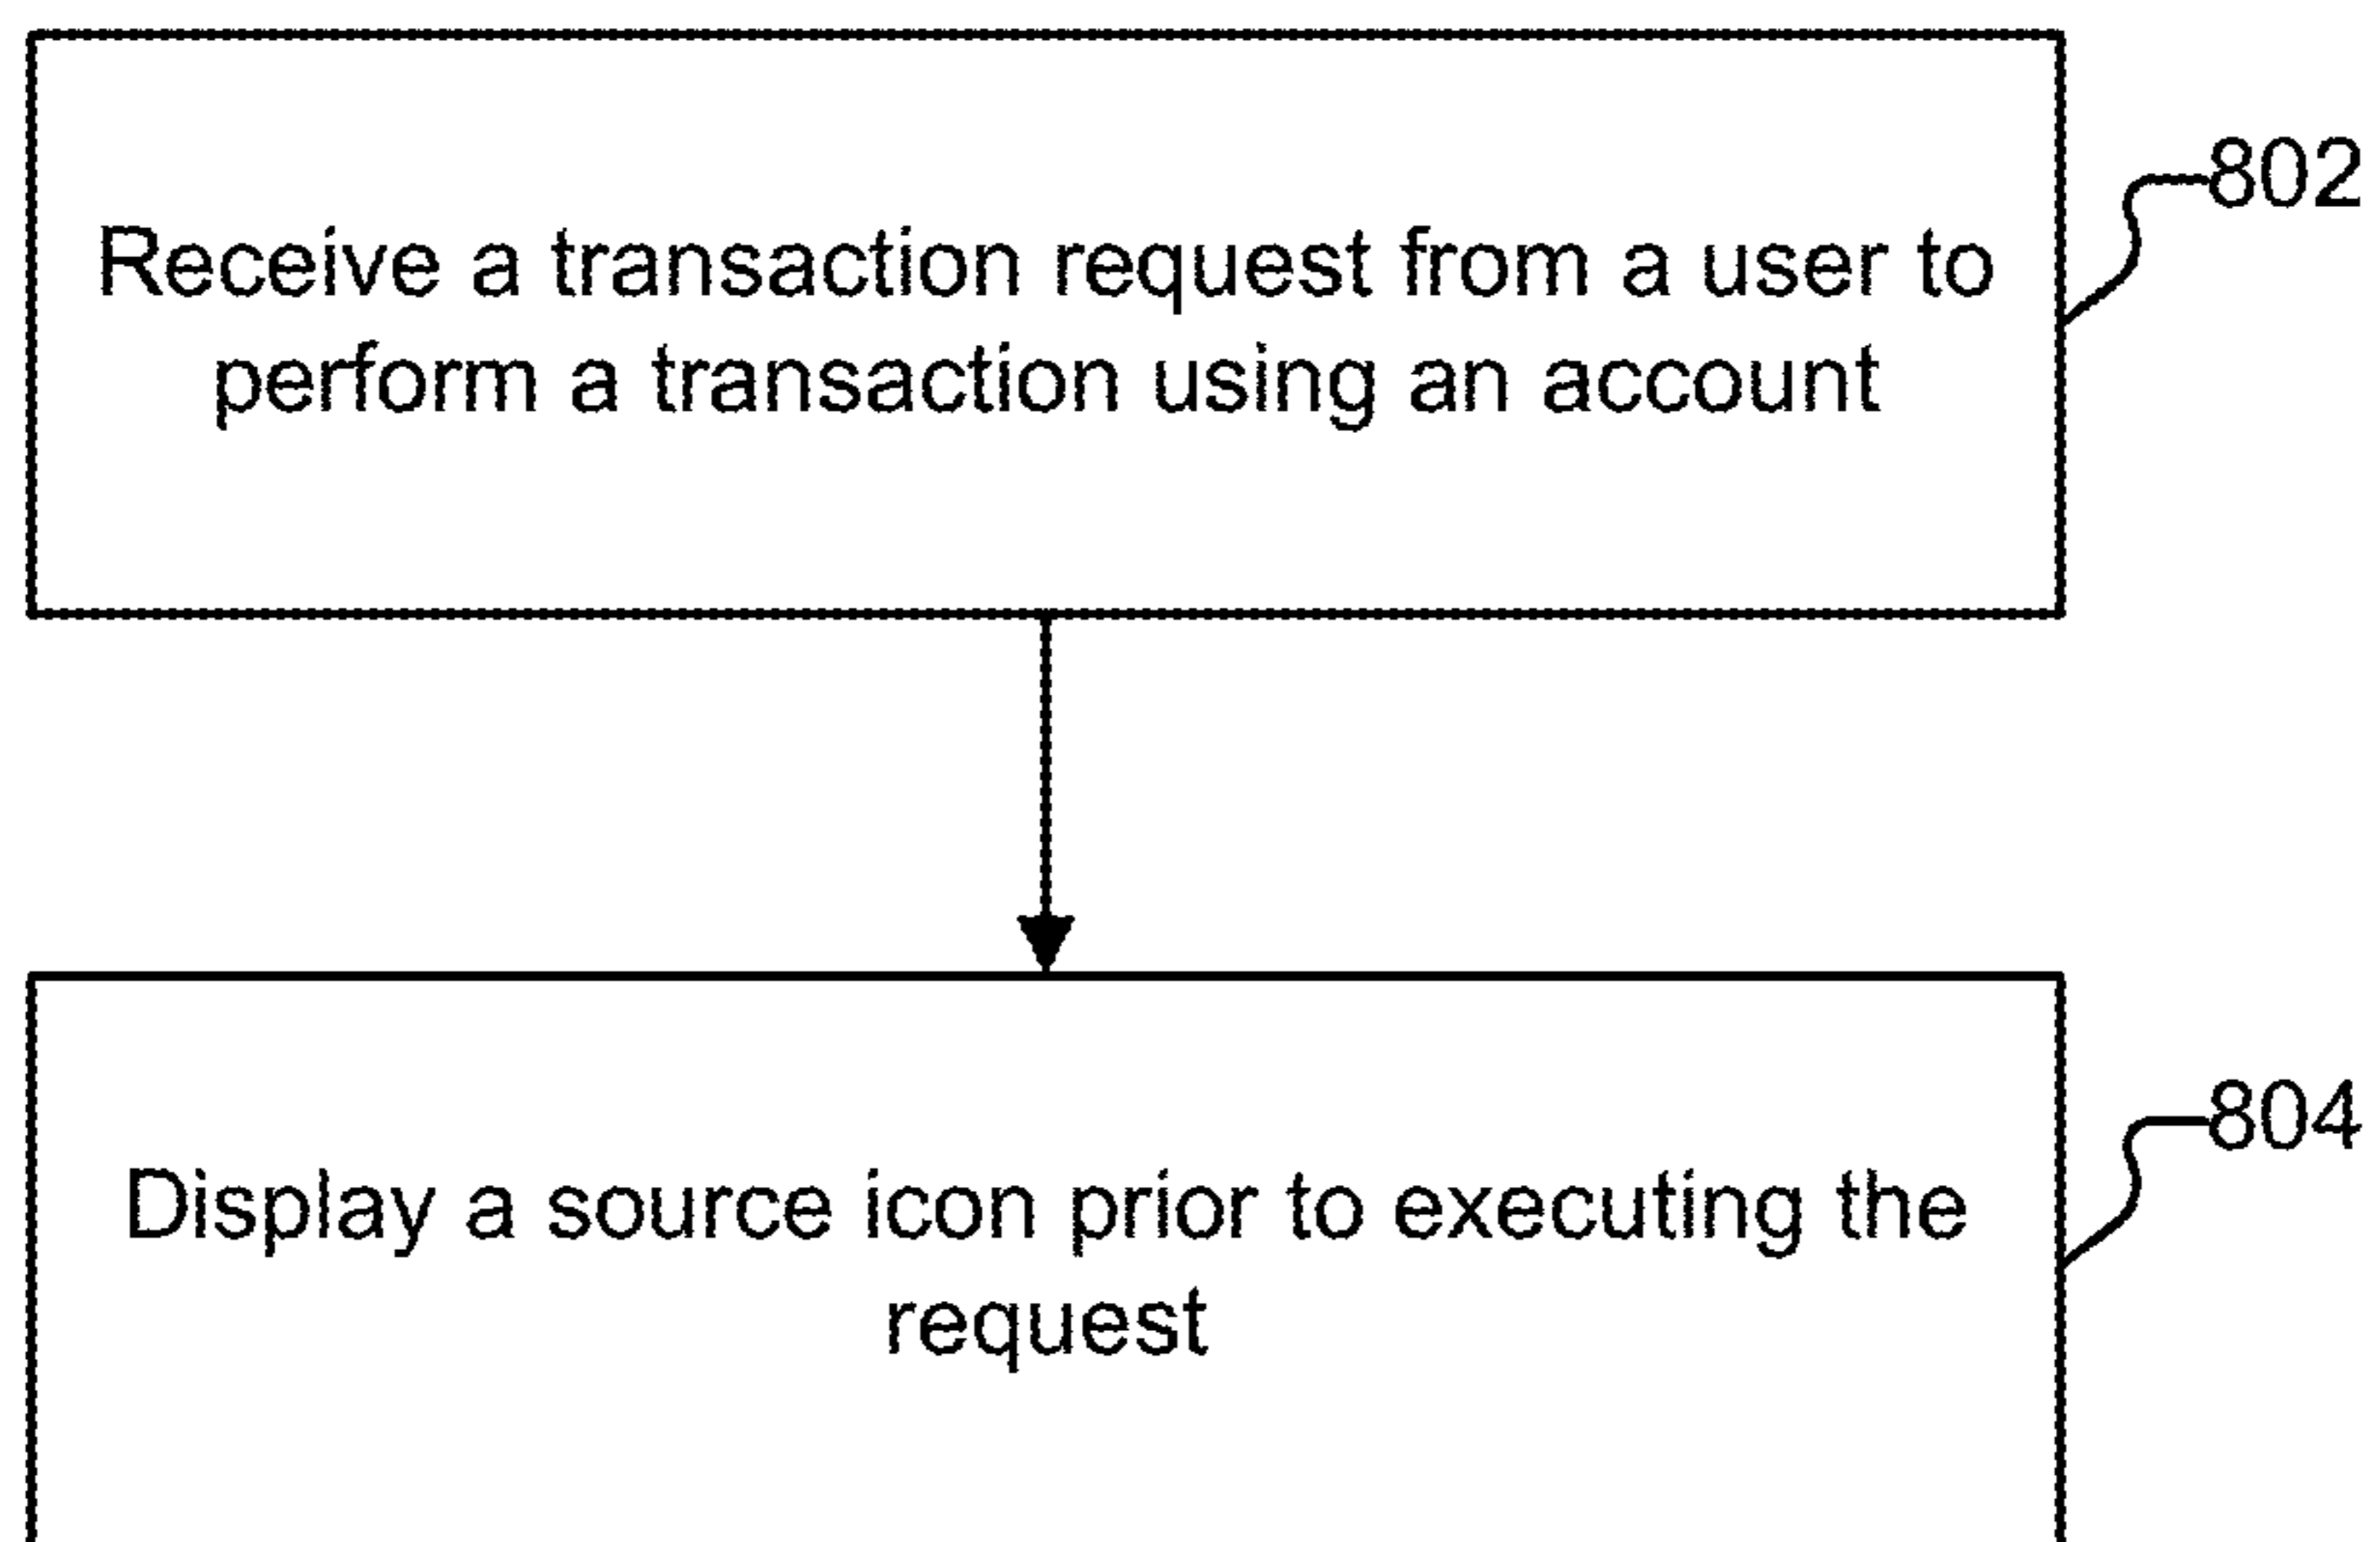 802
Receive a transaction request from a user to
perform a transaction using an account
804
Display a source icon prior to executing the
request